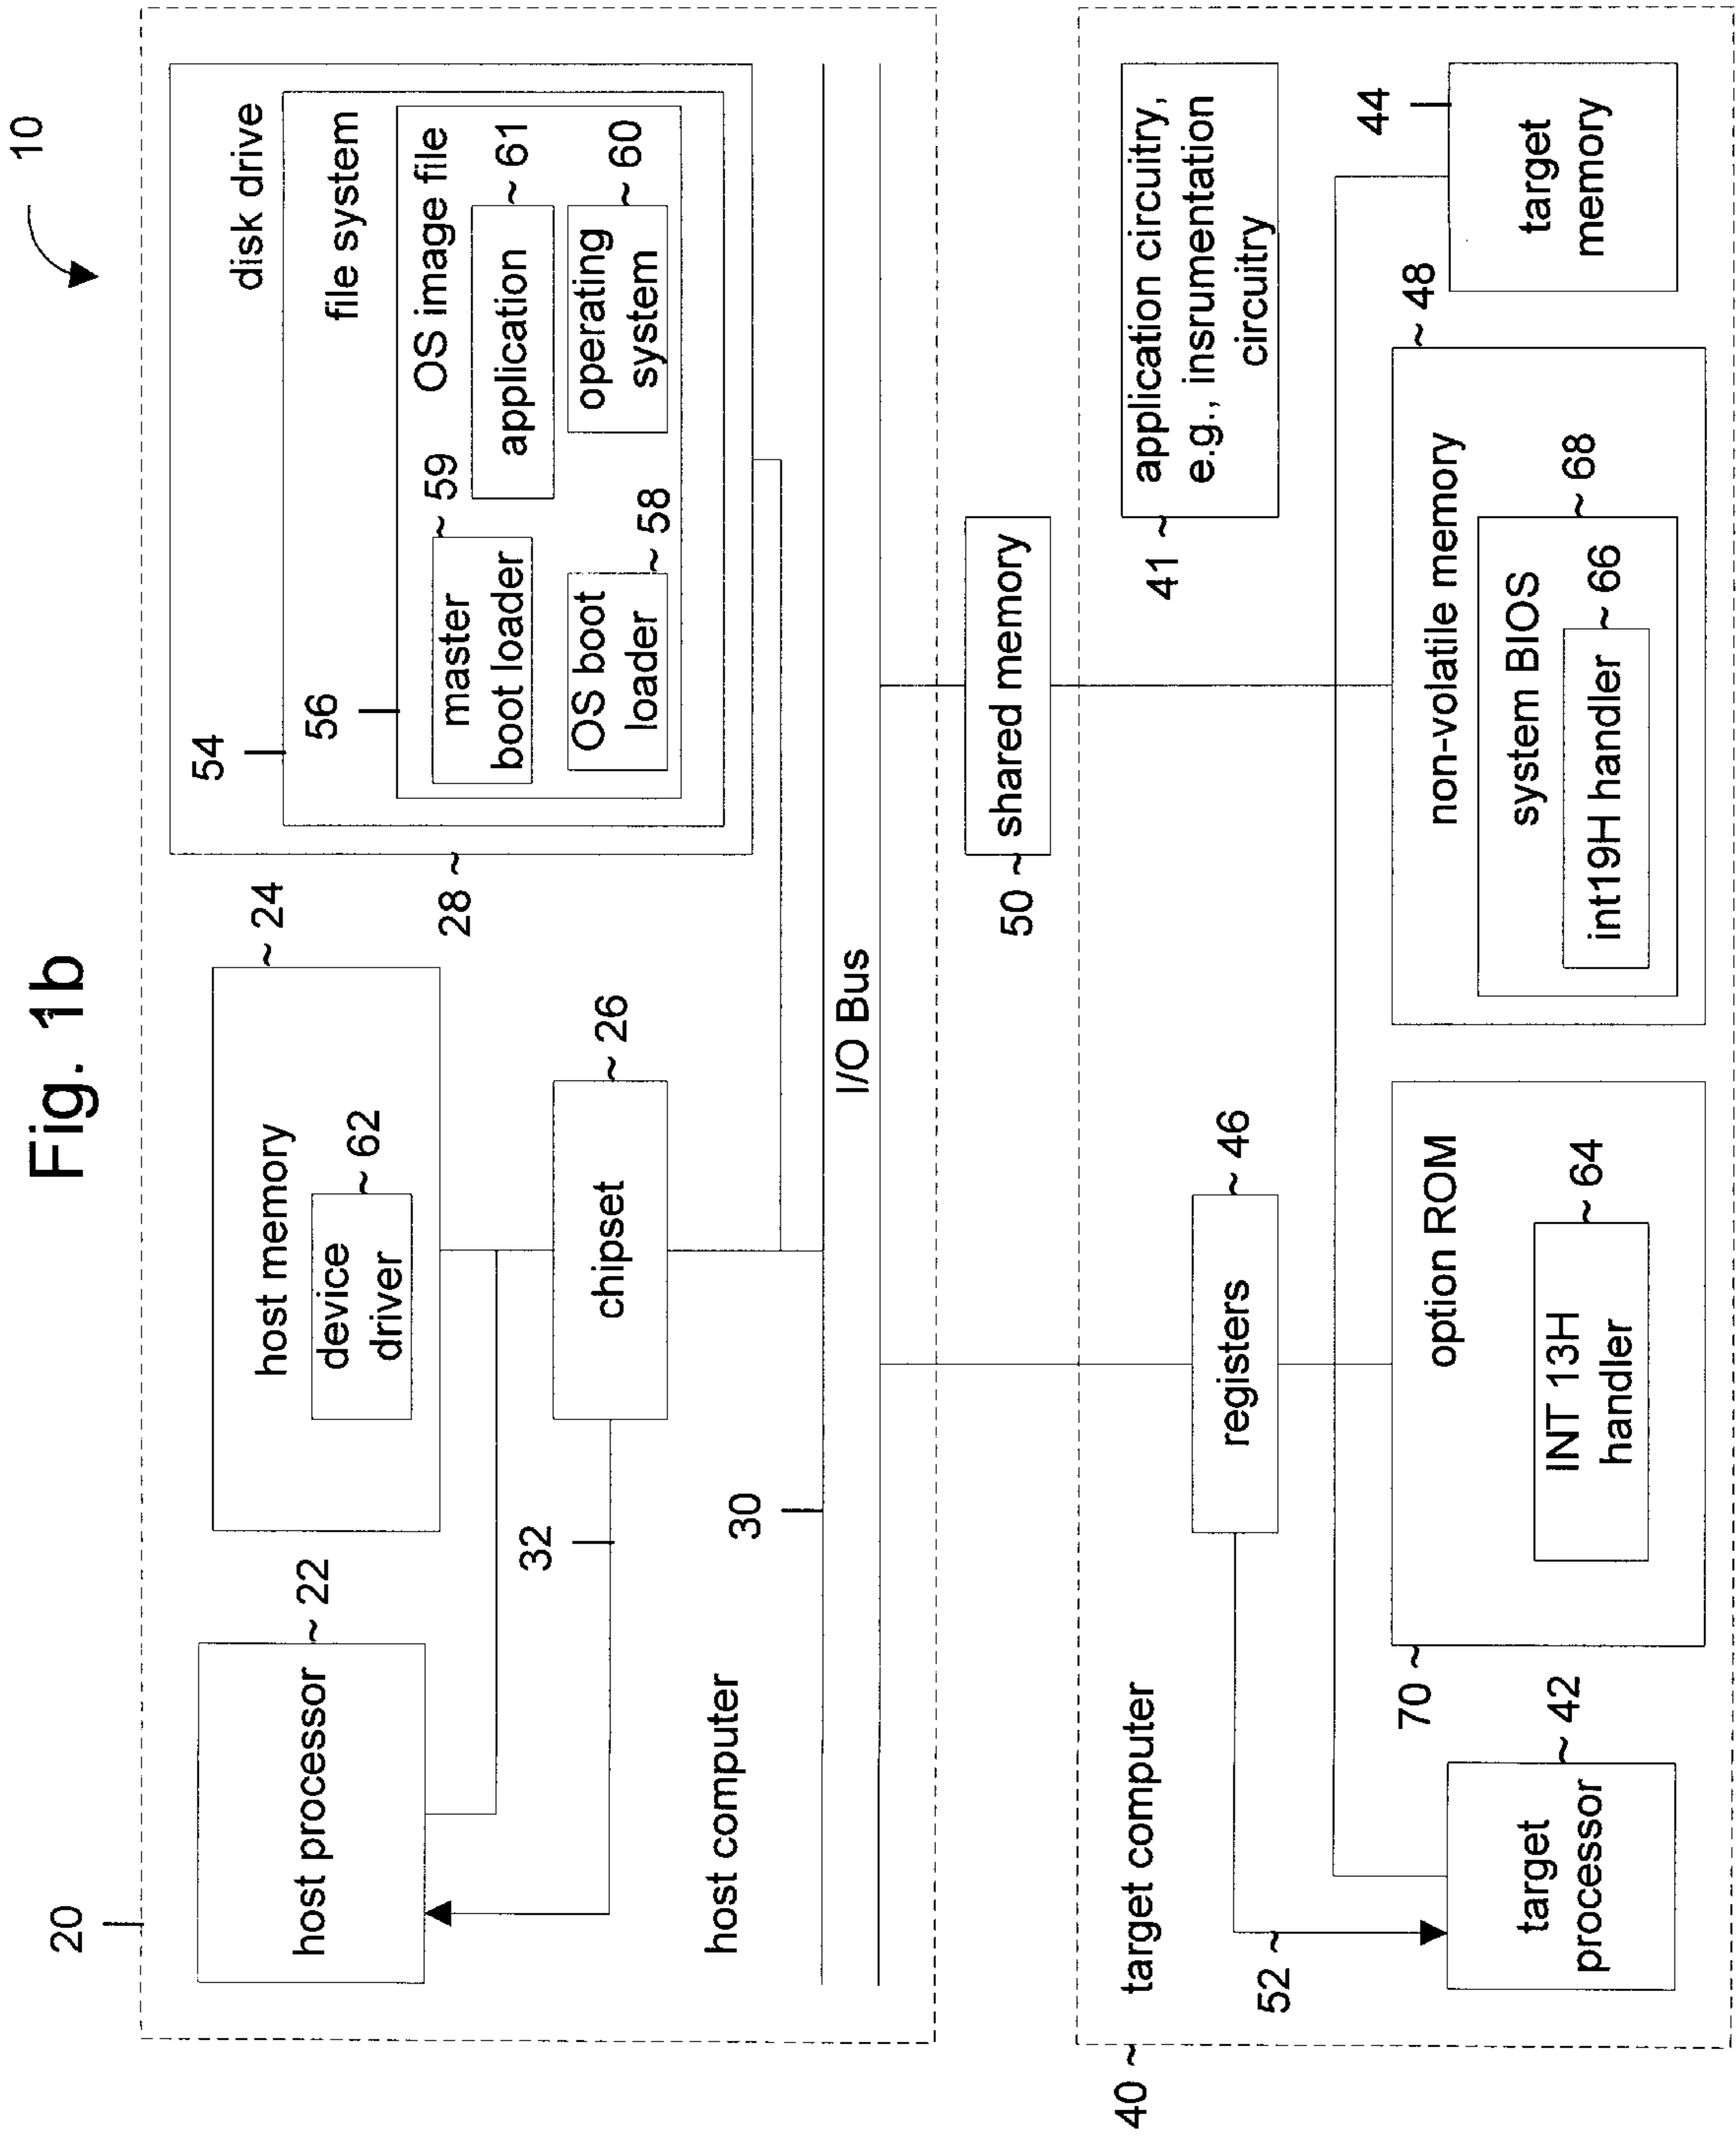 Fig. 1b
10
20
host processor
22
host memory
24
device
driver
62
chipset
26
32
disk drive
28
file system
54
OS image file
56
master
boot loader
59
application
61
OS boot
loader
58
operating
system
60
host computer
30
I/O Bus
shared memory
50
40
target computer
registers
46
52
application circuitry,
e.g., insrumentation
circuitry
41
target
processor
42
option ROM
70
INT 13H
handler
64
non-volatile memory
48
system BIOS
68
int19H handler
66
target
memory
44